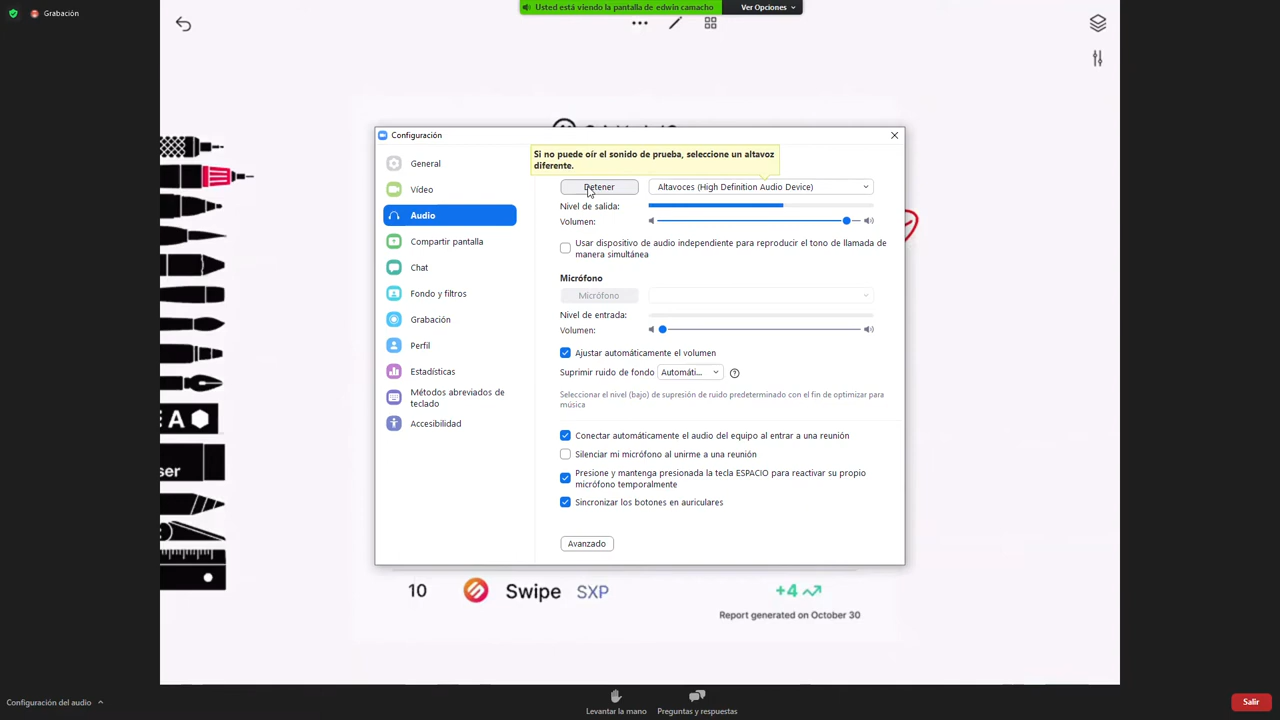 Grabación
Usted está viendo la pantalla de edwin camacho
Ver Opciones
Configuración
Si no puede oír el sonido de prueba, seleccione un altavoz
diferente.
General
Vídeo
Audio
Compartir pantalla
Chat
Fondo y filtros
Grabación
Perfil
Estadísticas
Métodos abreviados de
teclado
Accesibilidad
Detener
Altavoces (High Definition Audio Device)
Nivel de salida:
Volumen:
Usar dispositivo de audio independiente para reproducir el tono de llamada de
manera simultánea
Micrófono
Micrófono
Nivel de entrada:
Volumen:
Ajustar automáticamente el volumen
Suprimir ruido de fondo
Automáti...
Seleccionar el nivel (bajo) de supresión de ruido predeterminado con el fin de optimizar para
música
Conectar automáticamente el audio del equipo al entrar a una reunión
Silenciar mi micrófono al unirme a una reunión
Presione y mantenga presionada la tecla ESPACIO para reactivar su propio
micrófono temporalmente
Sincronizar los botones en auriculares
Avanzado
A
ser
10 Swipe SXP +4
Report generated on October 30
Configuración del audio
Levantar la mano
Preguntas y respuestas
Salir